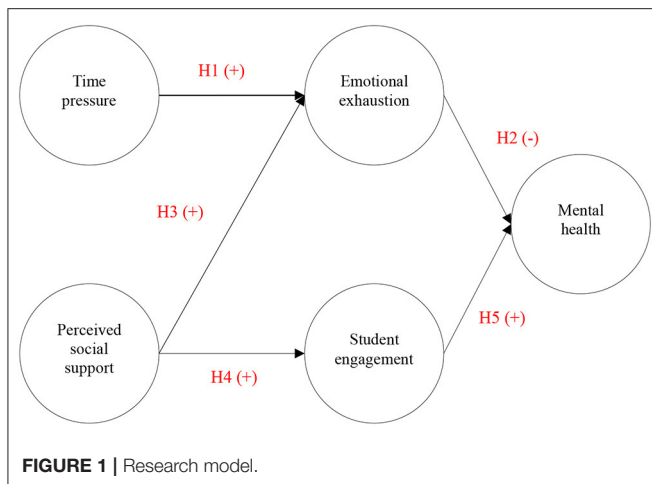 Time
pressure
H1 (+)
Emotional
exhaustion
H2 (-)
Mental
health
H3 (+)
Perceived
social
support
H4 (+)
Student
engagement
H5 (+)
FIGURE 1 | Research model.